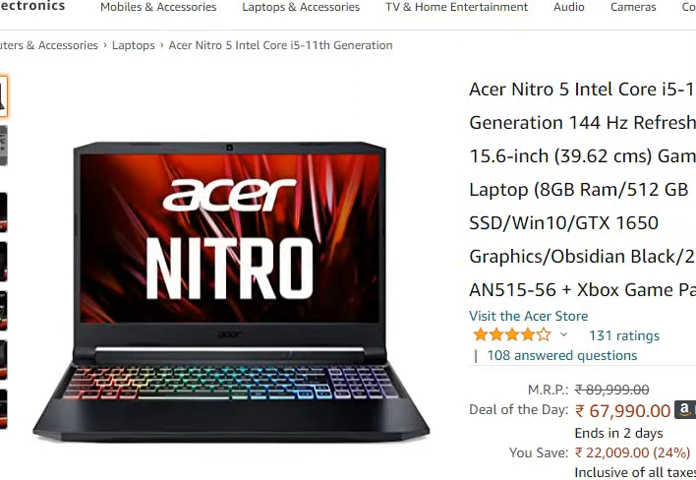 ectronics Mobiles & Accessories Laptops & Accessories TV & Home Entertainment Audio Cameras Co
uters & Accessories › Laptops › Acer Nitro 5 Intel Core i5-11th Generation
acer
NITRO
acer
Acer Nitro 5 Intel Core i5-1
Generation 144 Hz Refresh
15.6-inch (39.62 cms) Gam
Laptop (8GB Ram/512 GB
SSD/Win10/GTX 1650
Graphics/Obsidian Black/2
AN515-56 + Xbox Game Pa
Visit the Acer Store
131 ratings
| 108 answered questions
M.R.P.: ₹ 89,999.00
Deal of the Day: ₹ 67,990.00 a
Ends in 2 days
You Save: ₹ 22,009.00 (24%)
Inclusive of all taxes